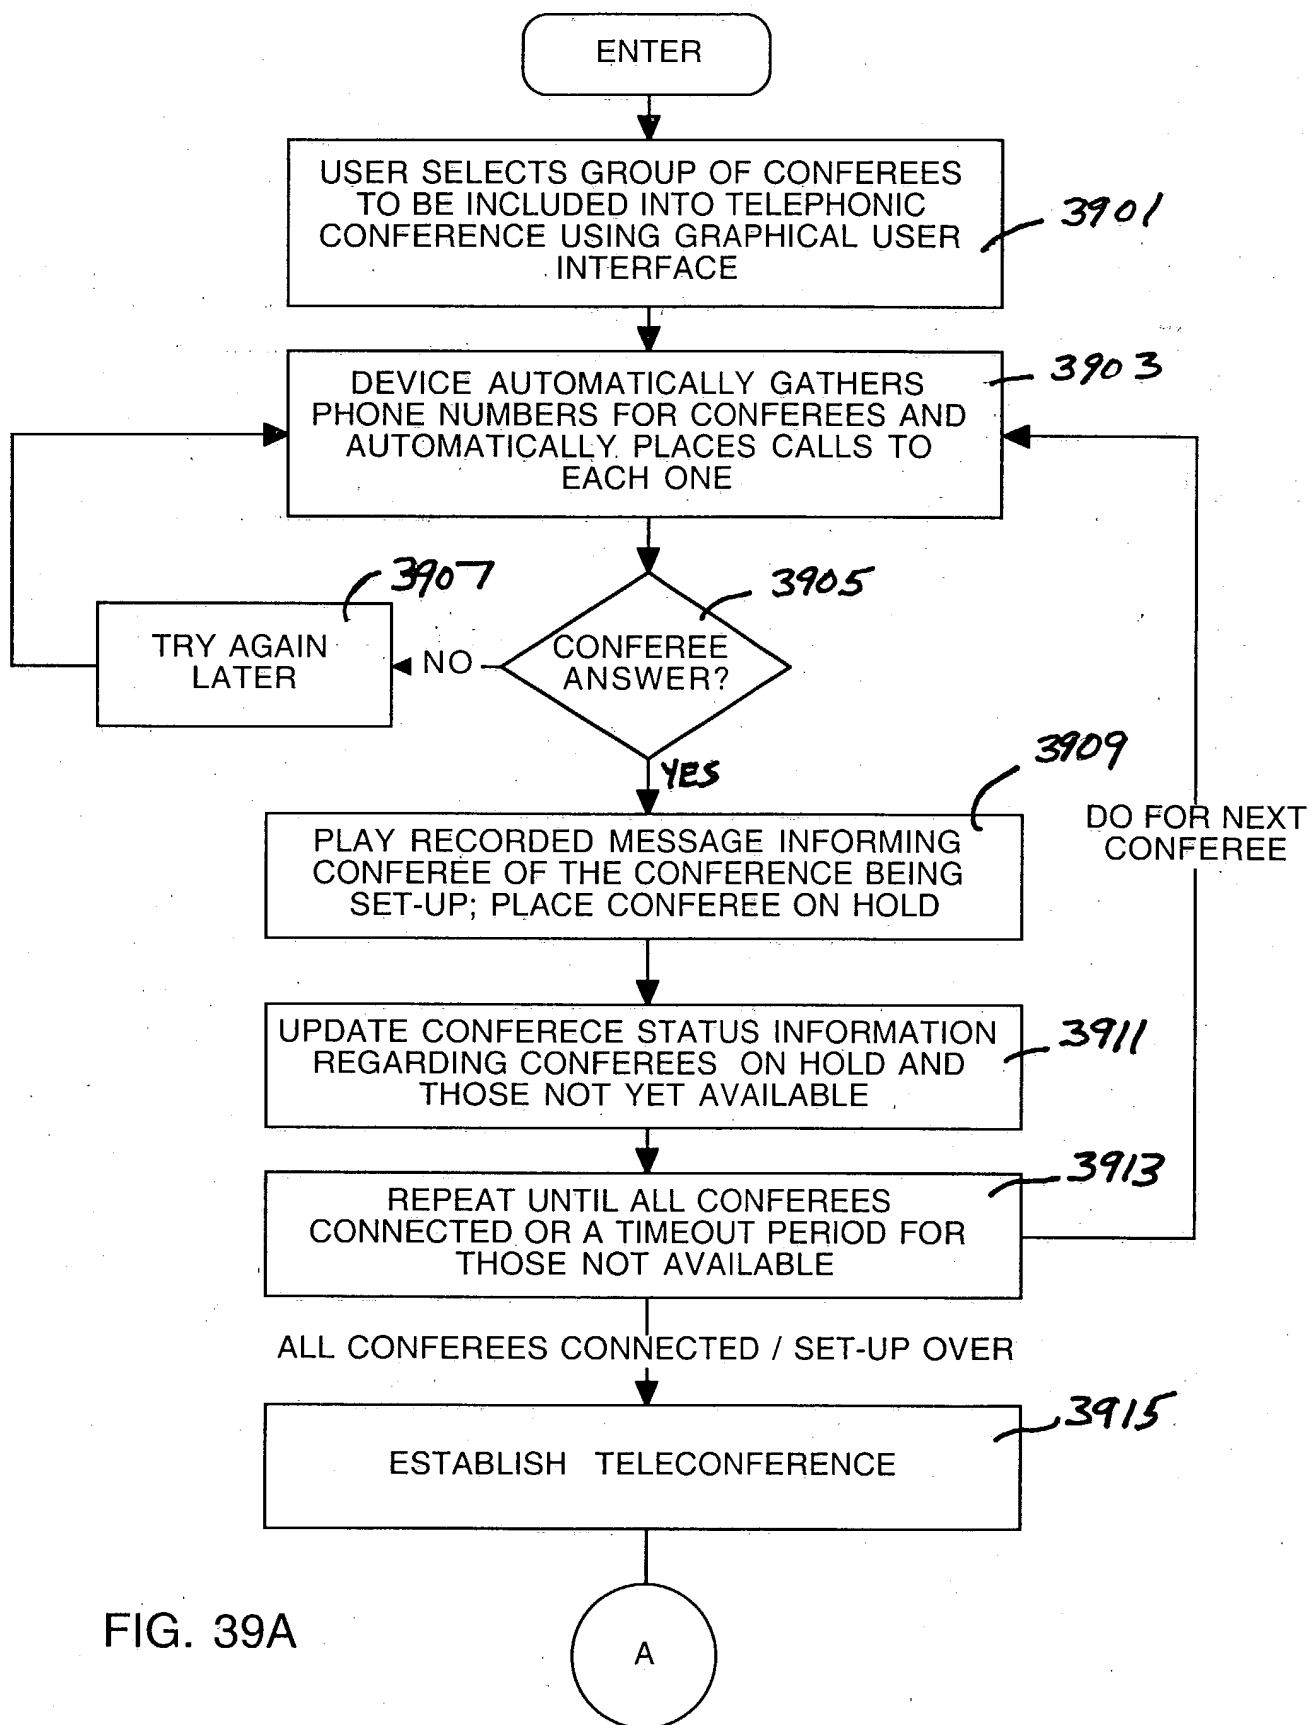 ENTER
USER SELECTS GROUP OF CONFEREES
TO BE INCLUDED INTO TELEPHONIC
CONFERENCE USING GRAPHICAL USER
INTERFACE
3901
DEVICE AUTOMATICALLY GATHERS
PHONE NUMBERS FOR CONFEREES AND
AUTOMATICALLY PLACES CALLS TO
EACH ONE
3903
3907
TRY AGAIN
LATER
NO
3905
CONFEREE
ANSWER?
YES
3909
PLAY RECORDED MESSAGE INFORMING
CONFEREE OF THE CONFERENCE BEING
SET-UP; PLACE CONFEREE ON HOLD
DO FOR NEXT
CONFEREE
UPDATE CONFERECE STATUS INFORMATION
REGARDING CONFEREES ON HOLD AND
THOSE NOT YET AVAILABLE
3911
REPEAT UNTIL ALL CONFEREES
CONNECTED OR A TIMEOUT PERIOD FOR
THOSE NOT AVAILABLE
3913
ALL CONFEREES CONNECTED / SET-UP OVER
ESTABLISH TELECONFERENCE
3915
FIG. 39A
A